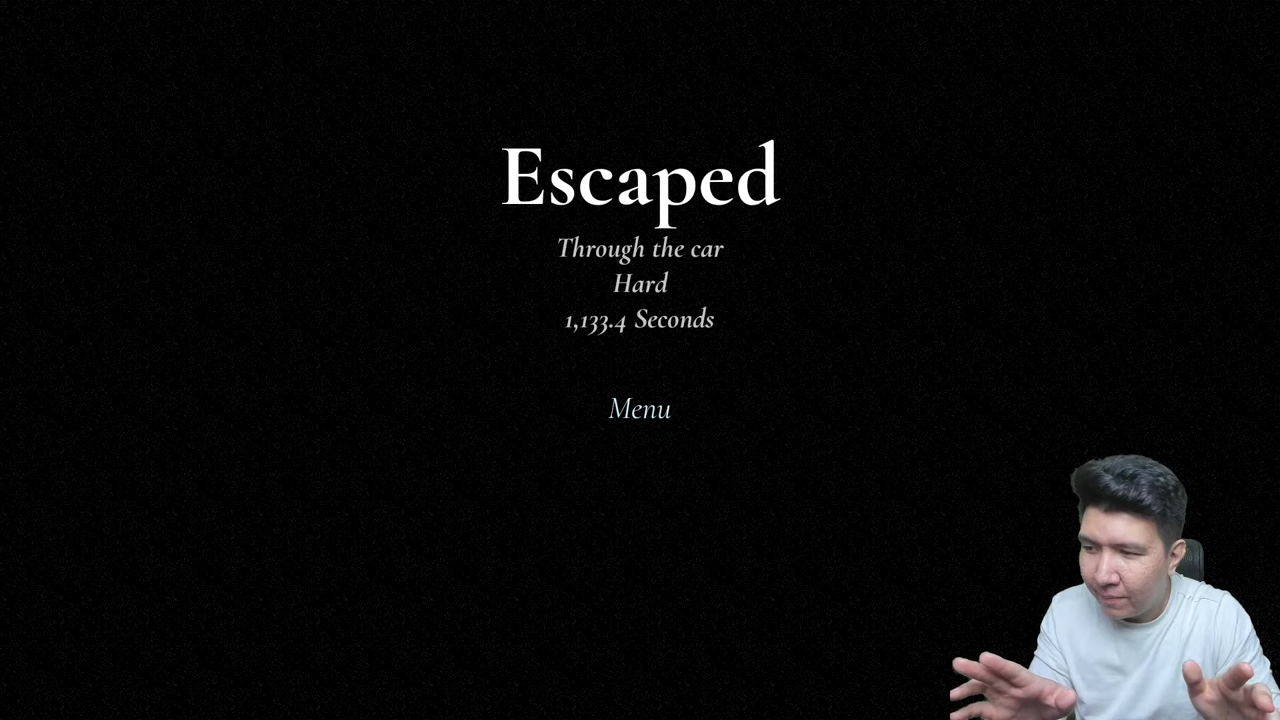 Escaped
Through the car
Hard
1,133.4 Seconds
Menu